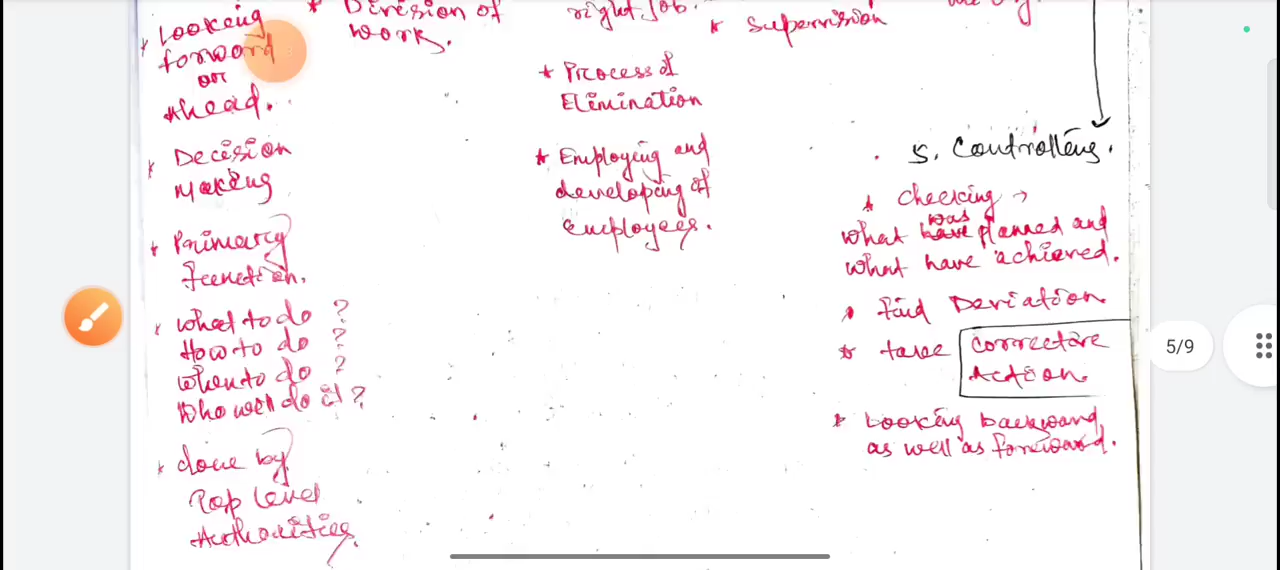 * Looking
forword
or
Ahead.
* Decision
Making
* Primary
Function.
* What to do ?
How to do ?
When to do ?
Who will do it ?
* done by
Top Level
Authorities.
* Division of
work.
right job.
* Process of
Elimination
* Employing and
developing of
employees.
* Supervision
5. Controlling.
* Checking →
was
what have planned and
what have achieved.
* find Deviation
* take Corrective
Action.
* Looking backward
as well as forward.
5/9